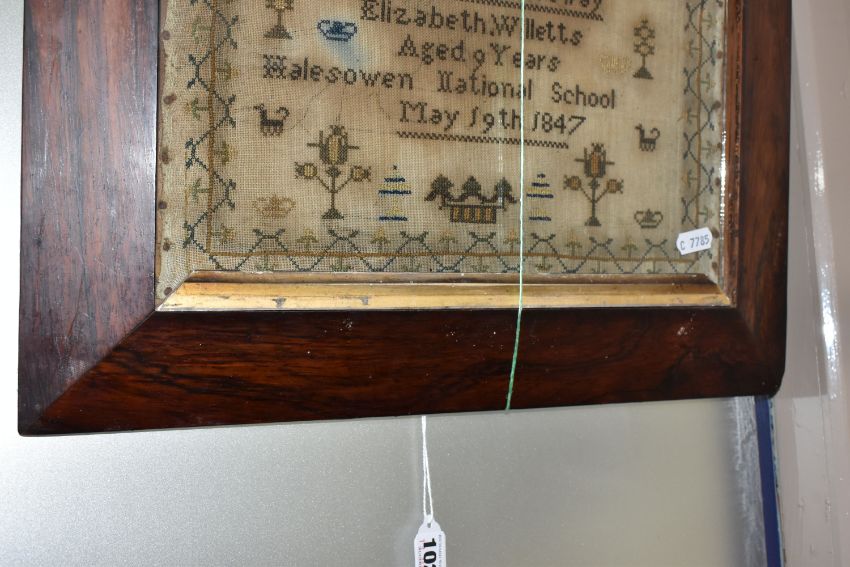 Elizabeth Willetts
Aged 9 Years
Halesowen National School
May 19th 1847
C 7785